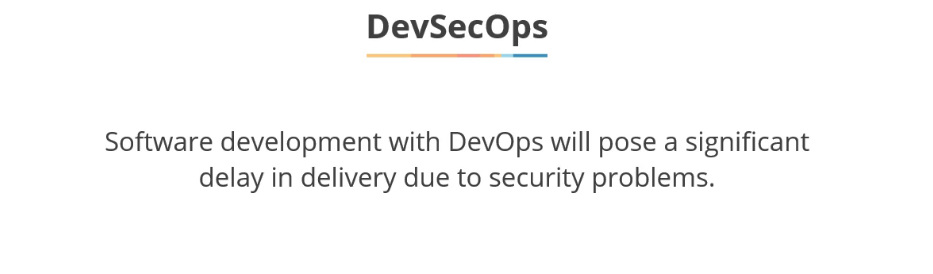 DevSecOps
Software development with DevOps will pose a significant
delay in delivery due to security problems.